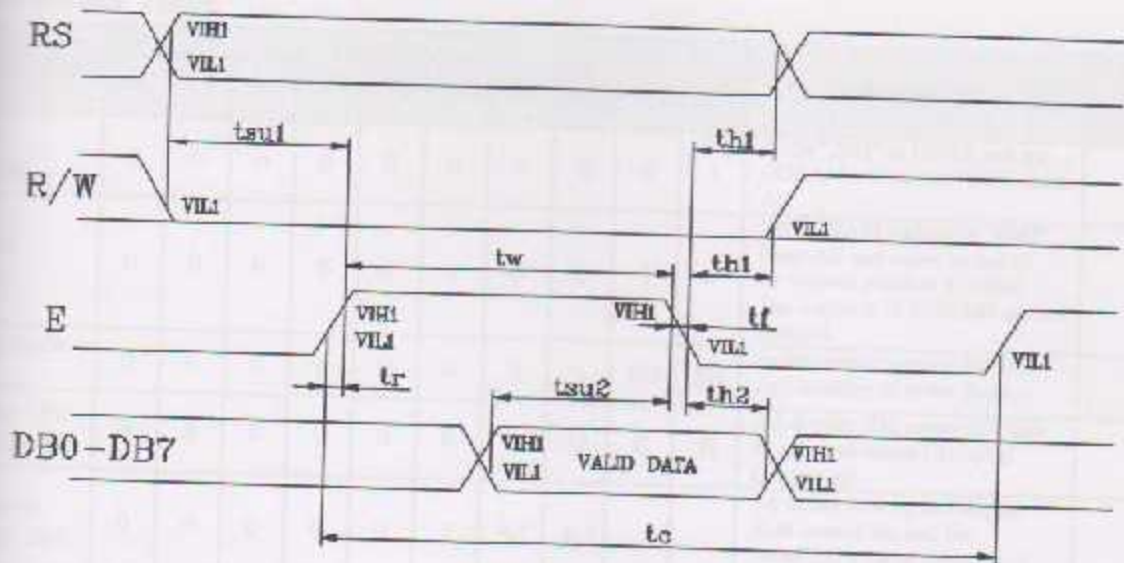 RS
VIH1
VIL1
tsu1
th1
R/W
VIL1
VIL1
tw
th1
E
VIH1
VIL1
VIH1
tf
VIL1
VIL1
tr
tsu2
th2
DB0-DB7
VIH1
VIL1
VALID DATA
VIH1
VIL1
tc